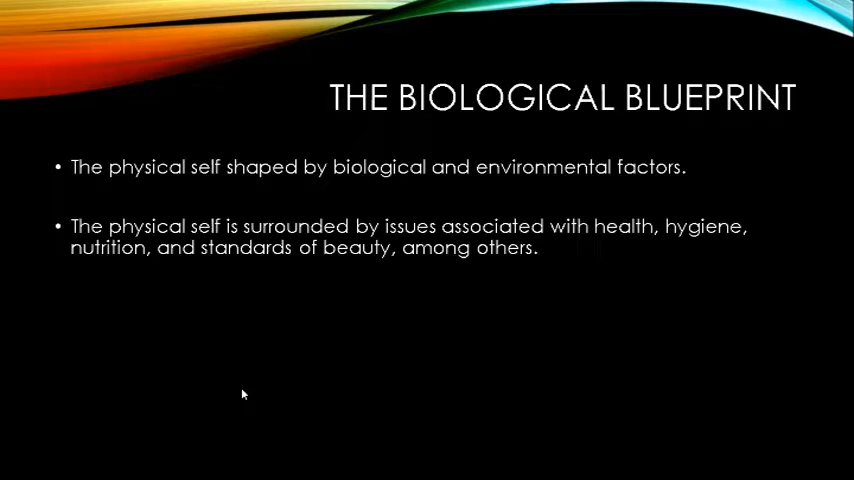 THE BIOLOGICAL BLUEPRINT
• The physical self shaped by biological and environmental factors.
• The physical self is surrounded by issues associated with health, hygiene,
nutrition, and standards of beauty, among others.